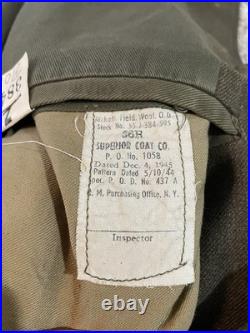 Jacket, Field, Wool, O.D.
Stock No. 55-J-384-995
36R
SUPERIOR COAT CO.
P. O. No. 1058
Dated Dec. 4, 1945
Pattern Dated 5/10/44
Spec. P. Q. D. No. 437 A
Q. M. Purchasing Office, N. Y.
Inspector